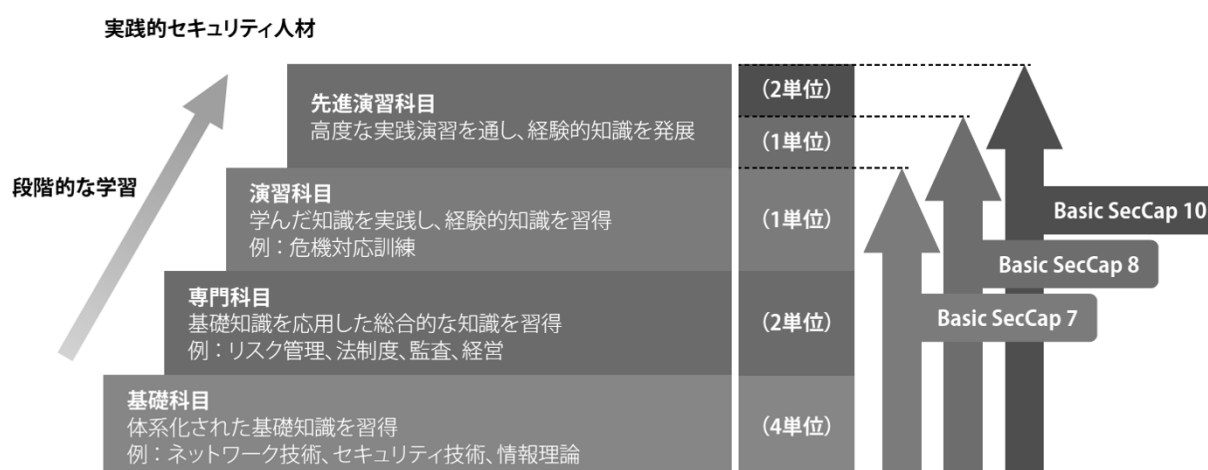 実践的セキュリティ人材
段階的な学習
先進演習科目
高度な実践演習を通し、経験的知識を発展
(2単位)
(1単位)
演習科目
学んだ知識を実践し、経験的知識を習得
例：危機対応訓練
(1単位)
専門科目
基礎知識を応用した総合的な知識を習得
例：リスク管理、法制度、監査、経営
(2単位)
基礎科目
体系化された基礎知識を習得
例：ネットワーク技術、セキュリティ技術、情報理論
(4単位)
Basic SecCap 10
Basic SecCap 8
Basic SecCap 7